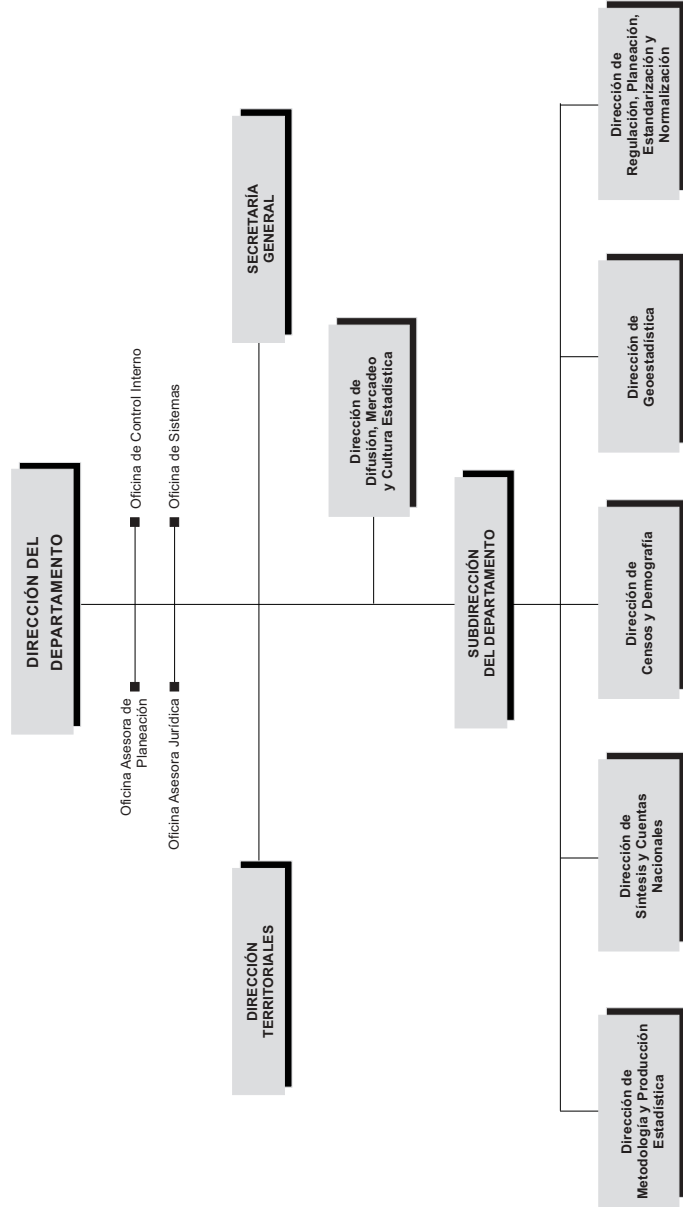 DIRECCIÓN DEL
DEPARTAMENTO
Oficina Asesora de
Planeación
Oficina de Control Interno
Oficina Asesora Jurídica
Oficina de Sistemas
DIRECCIÓN
TERRITORIALES
SECRETARÍA
GENERAL
Dirección de
Difusión, Mercadeo
y Cultura Estadística
SUBDIRECCIÓN
DEL DEPARTAMENTO
Dirección de
Metodología y Producción
Estadística
Dirección de
Síntesis y Cuentas
Nacionales
Dirección de
Censos y Demografía
Dirección de
Geoestadística
Dirección de
Regulación, Planeación,
Estandarización y
Normalización